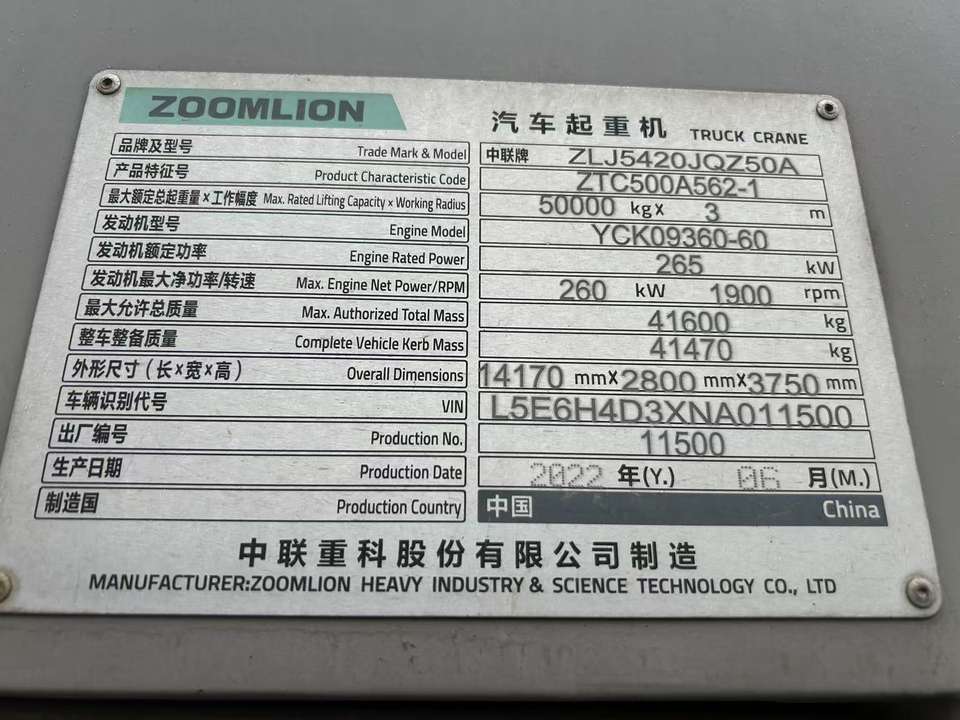 ZOOMLION 汽车起重机 TRUCK CRANE
品牌及型号 Trade Mark & Model 中联牌 ZLJ5420JQZ50A
产品特征号 Product Characteristic Code ZTC500A562-1
最大额定总起重量×工作幅度 Max. Rated Lifting Capacity × Working Radius 50000 kg× 3 m
发动机型号 Engine Model YCK09360-60
发动机额定功率 Engine Rated Power 265 kW
发动机最大净功率/转速 Max. Engine Net Power/RPM 260 kW 1900 rpm
最大允许总质量 Max. Authorized Total Mass 41600 kg
整车整备质量 Complete Vehicle Kerb Mass 41470 kg
外形尺寸(长×宽×高) Overall Dimensions 14170 mm×2800 mm×3750 mm
车辆识别代号 VIN L5E6H4D3XNA011500
出厂编号 Production No. 11500
生产日期 Production Date 2022 年(Y.) 06 月(M.)
制造国 Production Country 中国 China
中联重科股份有限公司制造
MANUFACTURER:ZOOMLION HEAVY INDUSTRY & SCIENCE TECHNOLOGY CO., LTD